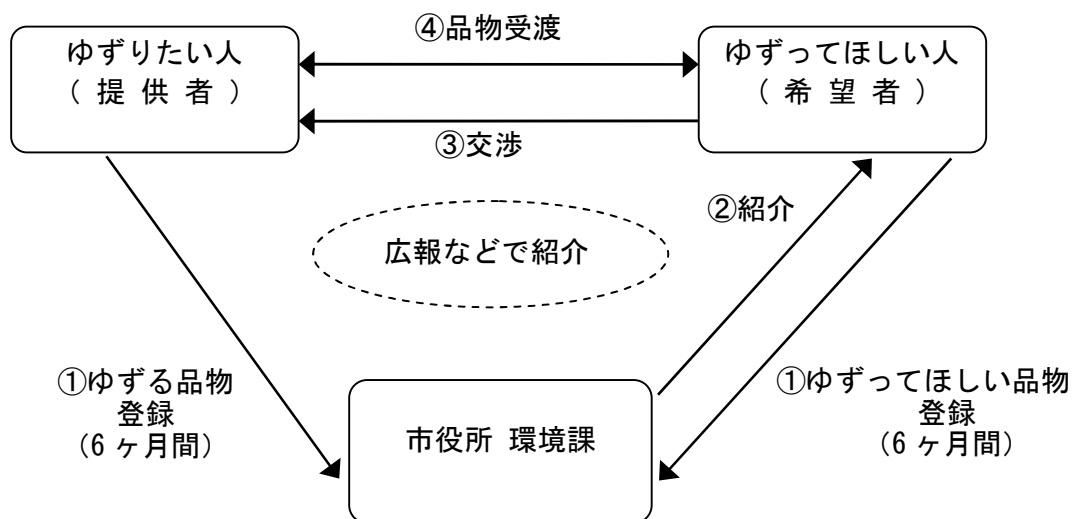 ④品物受渡
ゆずりたい人
（提供者）
ゆずってほしい人
（希望者）
③交渉
②紹介
広報などで紹介
①ゆずる品物
登録
（6ヶ月間）
①ゆずってほしい品物
登録
（6ヶ月間）
市役所 環境課